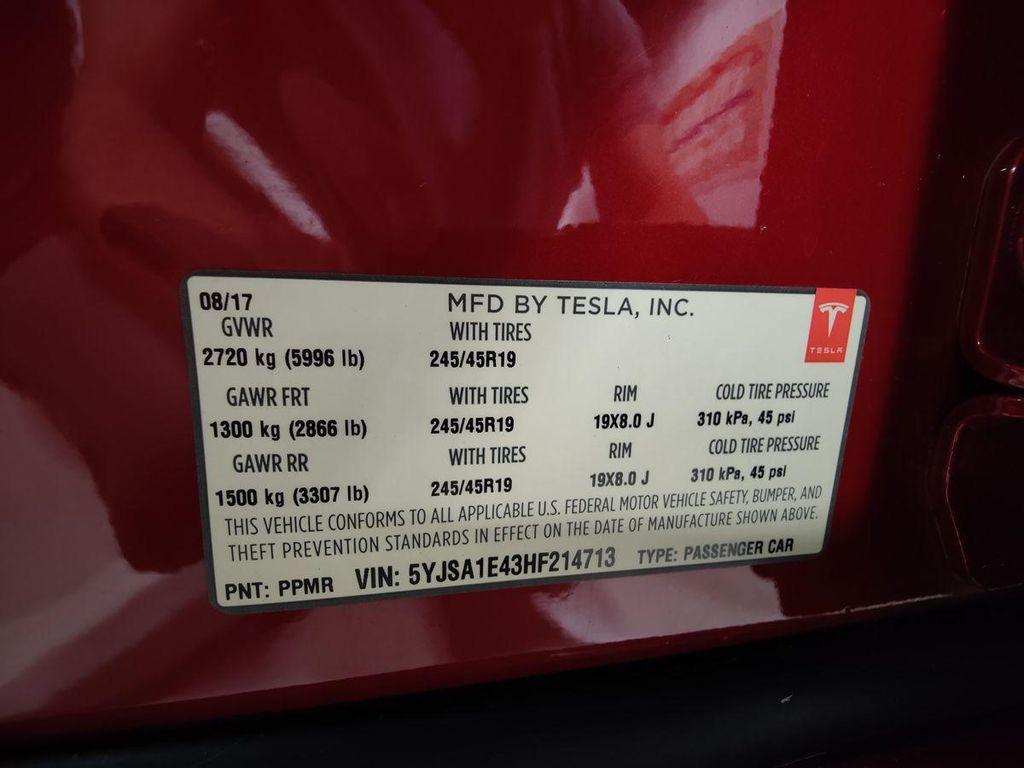 08/17 MFD BY TESLA, INC.
GVWR WITH TIRES
2720 kg (5996 lb) 245/45R19
TESLA
GAWR FRT WITH TIRES RIM COLD TIRE PRESSURE
1300 kg (2866 lb) 245/45R19 19X8.0 J 310 kPa, 45 psi
GAWR RR WITH TIRES RIM COLD TIRE PRESSURE
1500 kg (3307 lb) 245/45R19 19X8.0 J 310 kPa, 45 psi
THIS VEHICLE CONFORMS TO ALL APPLICABLE U.S. FEDERAL MOTOR VEHICLE SAFETY, BUMPER, AND
THEFT PREVENTION STANDARDS IN EFFECT ON THE DATE OF MANUFACTURE SHOWN ABOVE.
PNT: PPMR VIN: 5YJSA1E43HF214713 TYPE: PASSENGER CAR